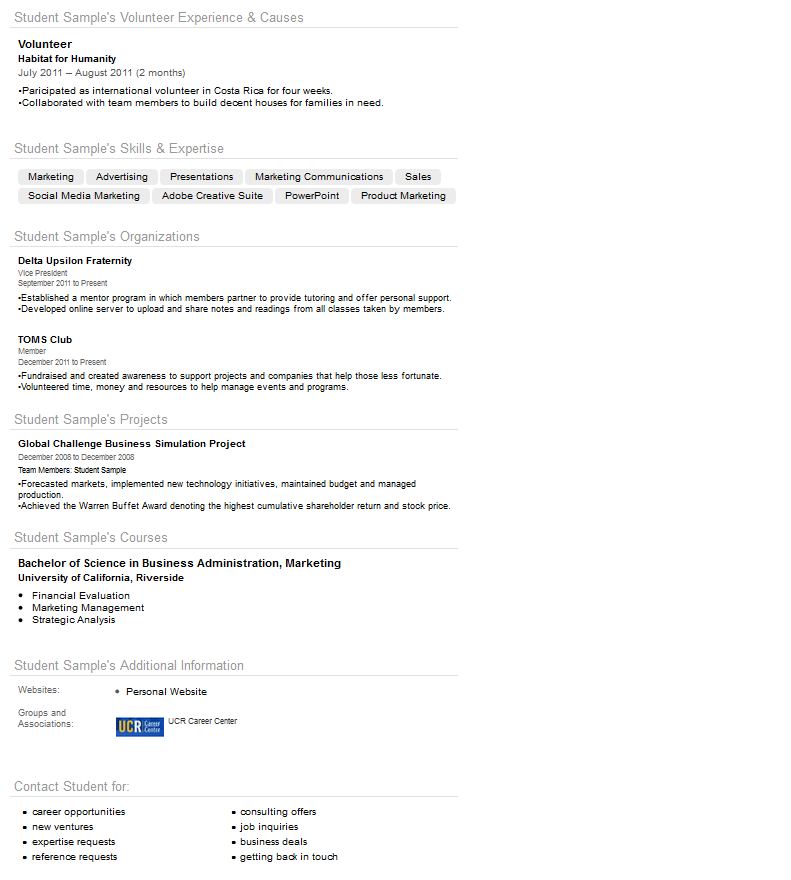 Student Sample's Volunteer Experience & Causes
Volunteer
Habitat for Humanity
July 2011 – August 2011 (2 months)
•Paricipated as international volunteer in Costa Rica for four weeks.
•Collaborated with team members to build decent houses for families in need.
Student Sample's Skills & Expertise
Marketing Advertising Presentations Marketing Communications Sales
Social Media Marketing Adobe Creative Suite PowerPoint Product Marketing
Student Sample's Organizations
Delta Upsilon Fraternity
Vice President
September 2011 to Present
•Established a mentor program in which members partner to provide tutoring and offer personal support.
•Developed online server to upload and share notes and readings from all classes taken by members.
TOMS Club
Member
December 2011 to Present
•Fundraised and created awareness to support projects and companies that help those less fortunate.
•Volunteered time, money and resources to help manage events and programs.
Student Sample's Projects
Global Challenge Business Simulation Project
December 2008 to December 2008
Team Members: Student Sample
•Forecasted markets, implemented new technology initiatives, maintained budget and managed
production.
•Achieved the Warren Buffet Award denoting the highest cumulative shareholder return and stock price.
Student Sample's Courses
Bachelor of Science in Business Administration, Marketing
University of California, Riverside
• Financial Evaluation
• Marketing Management
• Strategic Analysis
Student Sample's Additional Information
Websites:
• Personal Website
Groups and
Associations:
UCR Career Center
UCR Career Center
Contact Student for:
• career opportunities
• new ventures
• expertise requests
• reference requests
• consulting offers
• job inquiries
• business deals
• getting back in touch